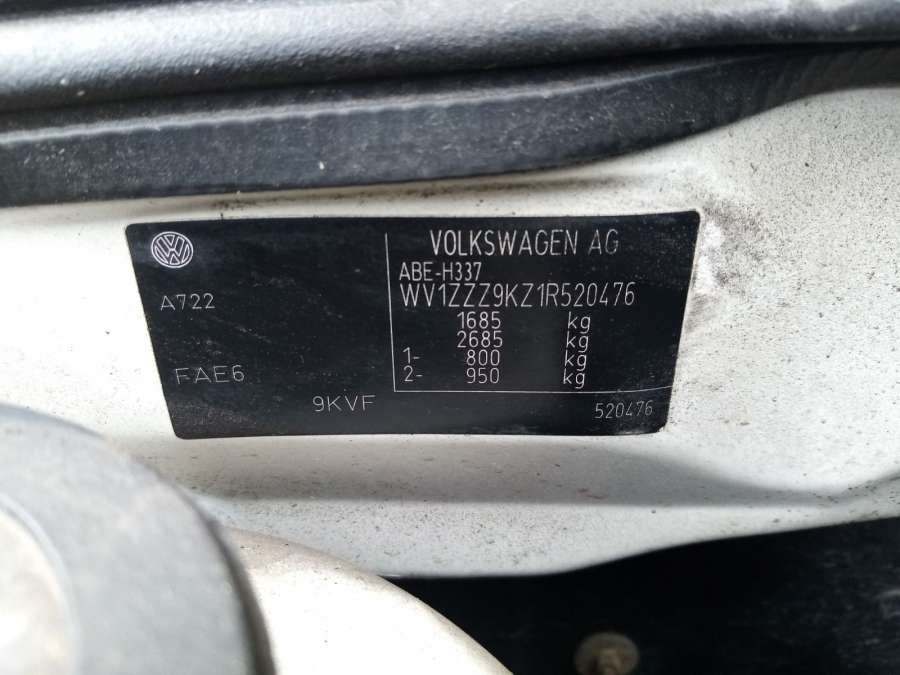 VOLKSWAGEN AG
ABE-H337
A722
WV1ZZZ9KZ1R520476
1685 kg
2685 kg
1- 800 kg
2- 950 kg
FAE6
9KVF
520476